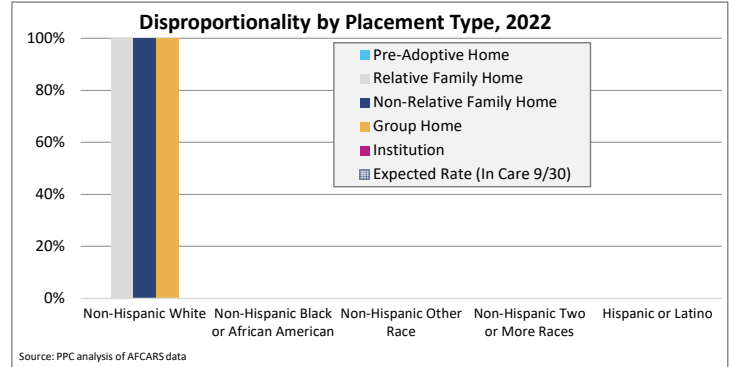 Disproportionality by Placement Type, 2022
100%
80%
60%
40%
20%
0%
Pre-Adoptive Home
Relative Family Home
Non-Relative Family Home
Group Home
Institution
Expected Rate (In Care 9/30)
Non-Hispanic White
Non-Hispanic Black
or African American
Non-Hispanic Other
Race
Non-Hispanic Two
or More Races
Hispanic or Latino
Source: PPC analysis of AFCARS data